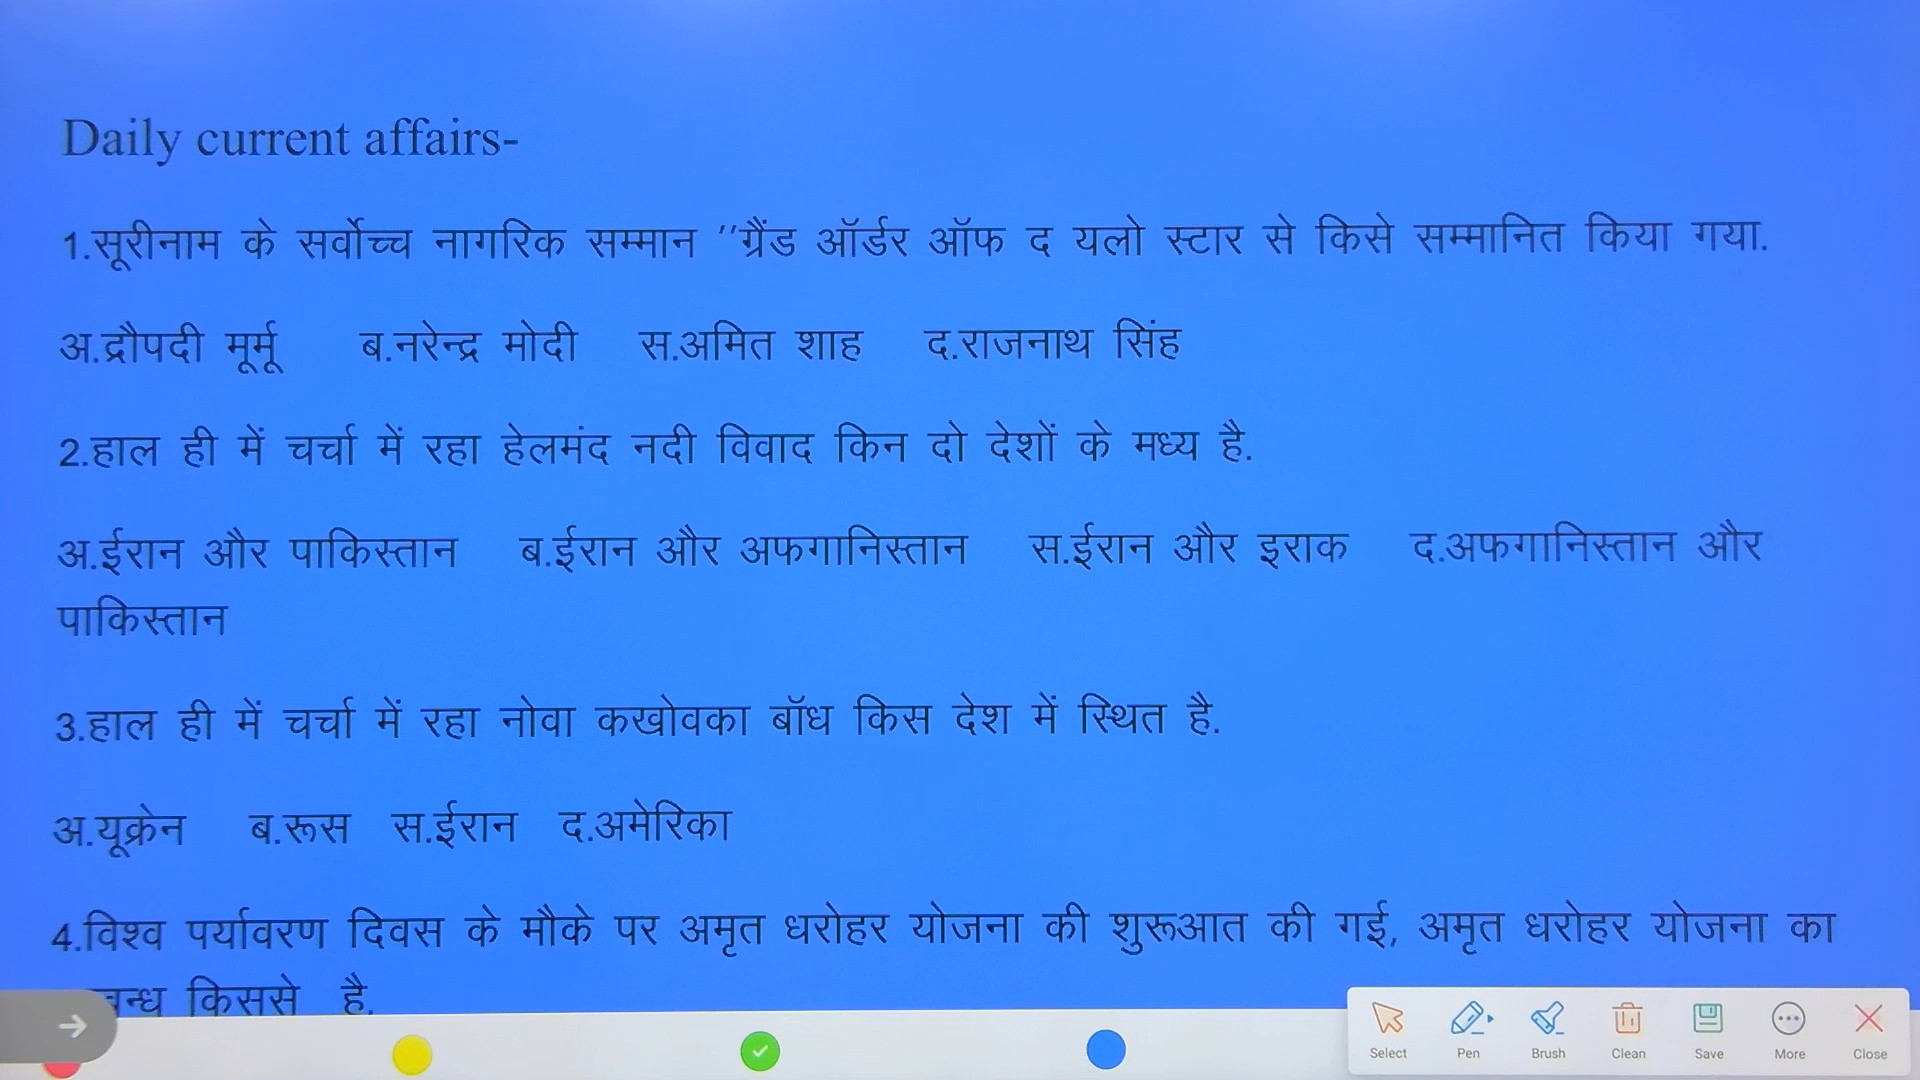 Daily current affairs-
1.सूरीनाम के सर्वोच्च नागरिक सम्मान ''ग्रैंड ऑर्डर ऑफ द यलो स्टार से किसे सम्मानित किया गया.
अ.द्रौपदी मूर्मू ब.नरेन्द्र मोदी स.अमित शाह द.राजनाथ सिंह
2.हाल ही में चर्चा में रहा हेलमंद नदी विवाद किन दो देशों के मध्य है.
अ.ईरान और पाकिस्तान ब.ईरान और अफगानिस्तान स.ईरान और इराक द.अफगानिस्तान और
पाकिस्तान
3.हाल ही में चर्चा में रहा नोवा कखोवका बॉध किस देश में स्थित है.
अ.यूक्रेन ब.रूस स.ईरान द.अमेरिका
4.विश्व पर्यावरण दिवस के मौके पर अमृत धरोहर योजना की शुरूआत की गई, अमृत धरोहर योजना का
किससे है.
Select Pen Brush Clean Save More Close